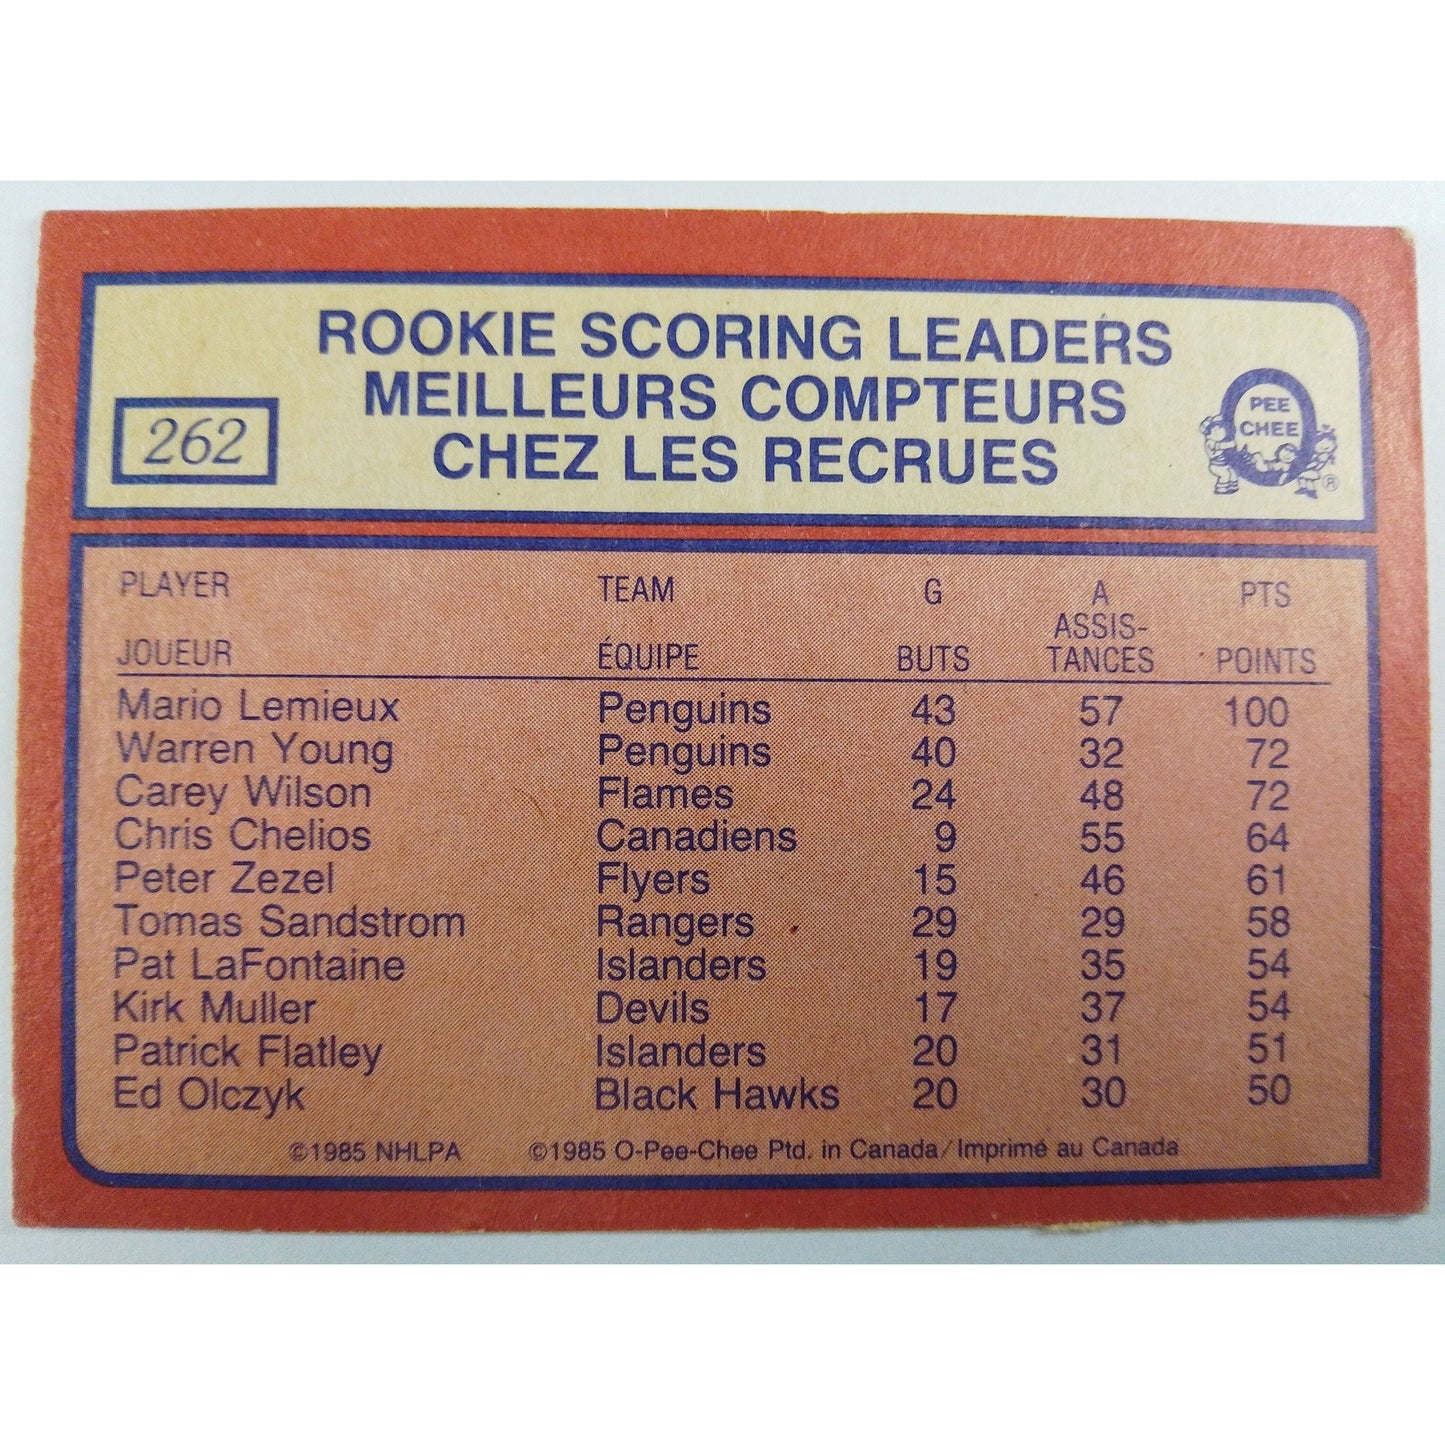 ROOKIE SCORING LEADERS
MEILLEURS COMPTEURS
CHEZ LES RECRUES
262
PEE
CHEE
®
PLAYER TEAM G A PTS
JOUEUR ÉQUIPE BUTS ASSIS-
TANCES POINTS
Mario Lemieux Penguins 43 57 100
Warren Young Penguins 40 32 72
Carey Wilson Flames 24 48 72
Chris Chelios Canadiens 9 55 64
Peter Zezel Flyers 15 46 61
Tomas Sandstrom Rangers 29 29 58
Pat LaFontaine Islanders 19 35 54
Kirk Muller Devils 17 37 54
Patrick Flatley Islanders 20 31 51
Ed Olczyk Black Hawks 20 30 50
©1985 NHLPA ©1985 O-Pee-Chee Ptd. in Canada/Imprimé au Canada